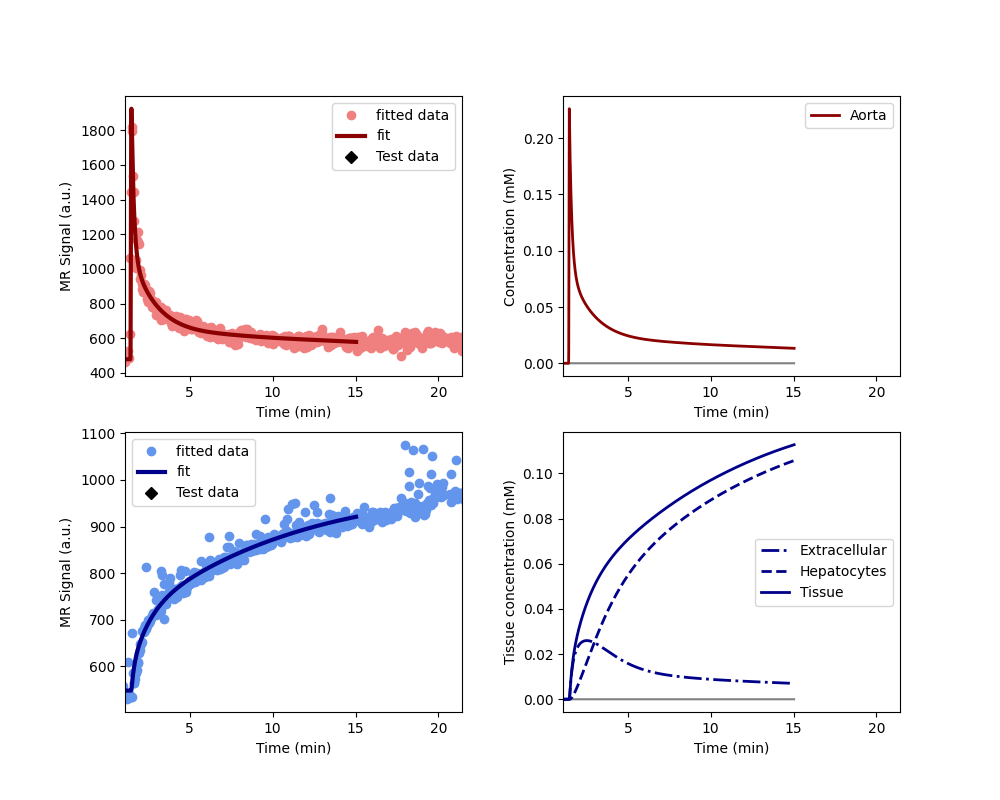 MR Signal (a.u.)
1800
1600
1400
1200
1000
800
600
400
5 10 15 20
Time (min)
fitted data
fit
Test data
Concentration (mM)
0.20
0.15
0.10
0.05
0.00
5 10 15 20
Time (min)
Aorta
MR Signal (a.u.)
1100
1000
900
800
700
600
5 10 15 20
Time (min)
fitted data
fit
Test data
Tissue concentration (mM)
0.10
0.08
0.06
0.04
0.02
0.00
5 10 15 20
Time (min)
Extracellular
Hepatocytes
Tissue